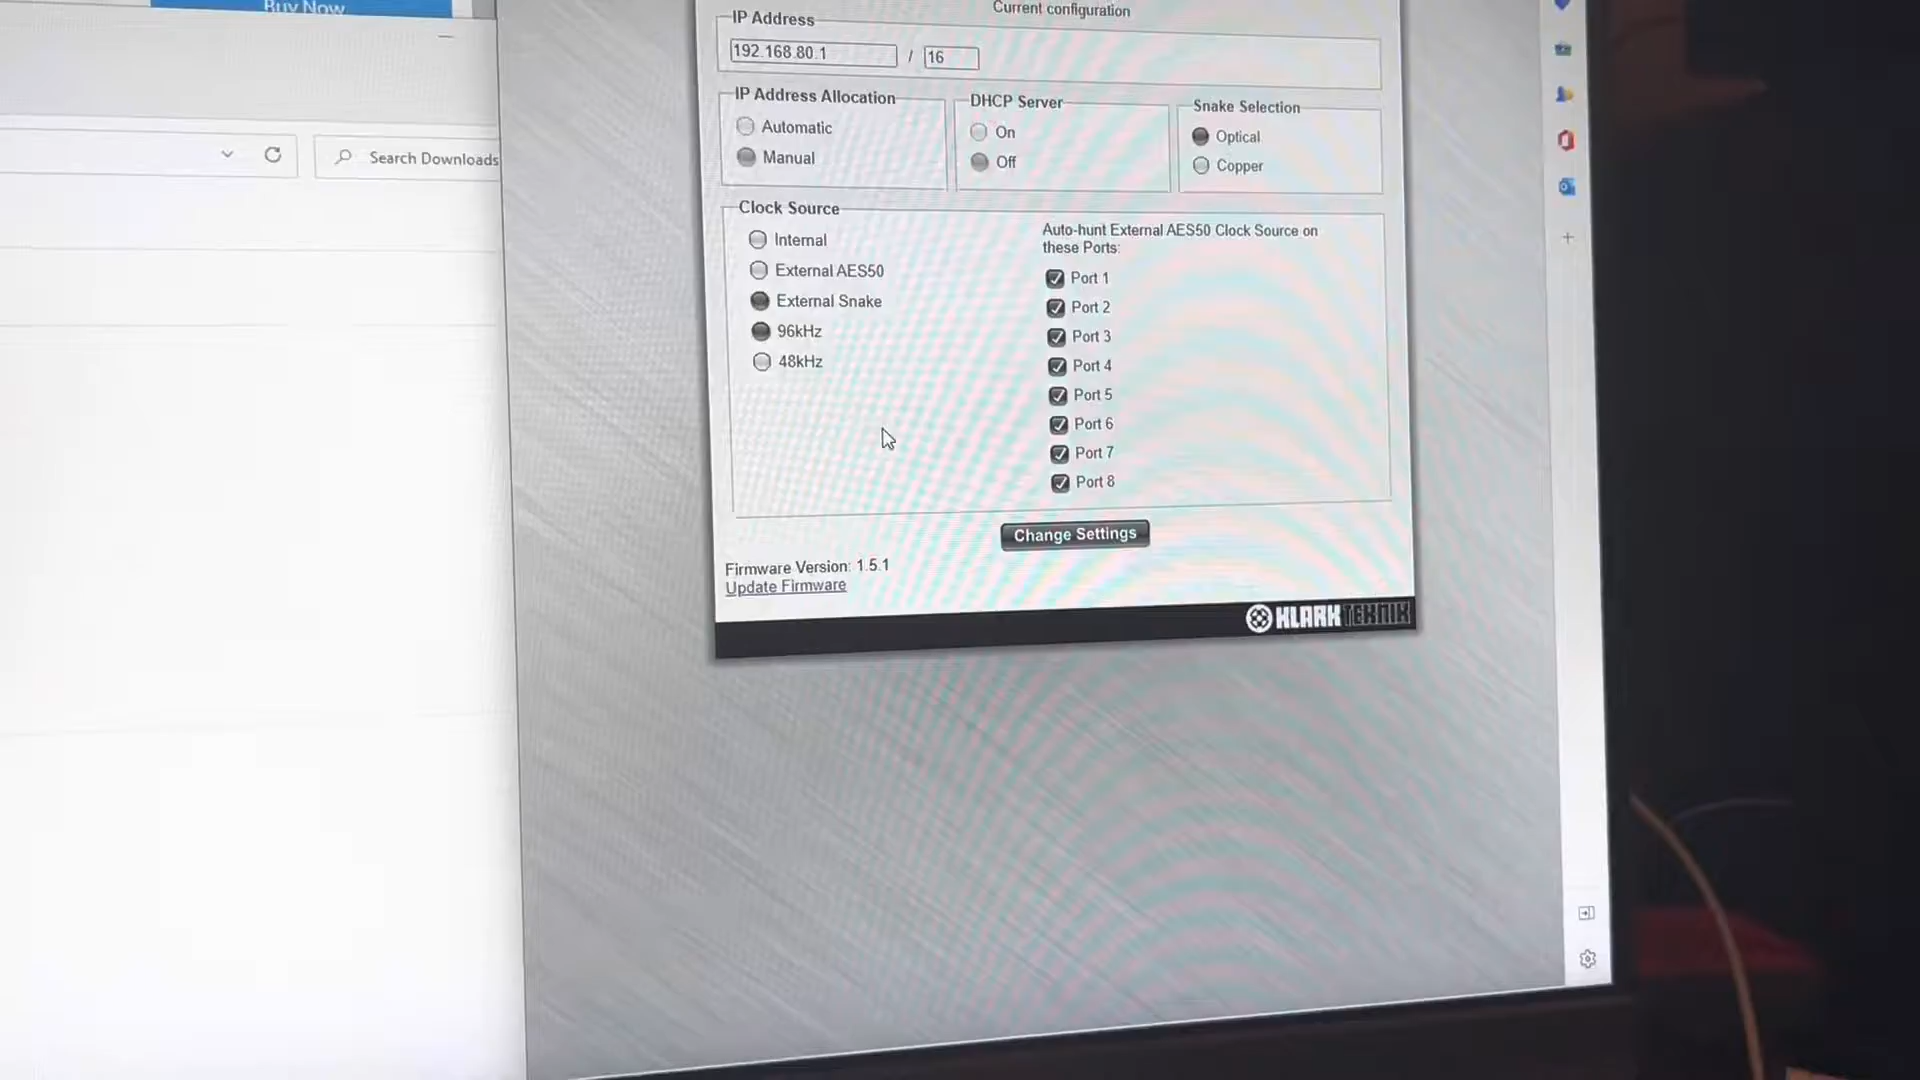 Buy Now
Search Downloads
Current configuration
IP Address
192.168.80.1 / 16
IP Address Allocation
Automatic
Manual
DHCP Server
On
Off
Snake Selection
Optical
Copper
Clock Source
Internal
External AES50
External Snake
96kHz
48kHz
Auto-hunt External AES50 Clock Source on
these Ports:
Port 1
Port 2
Port 3
Port 4
Port 5
Port 6
Port 7
Port 8
Change Settings
Firmware Version: 1.5.1
Update Firmware
KLARK TEKNIK